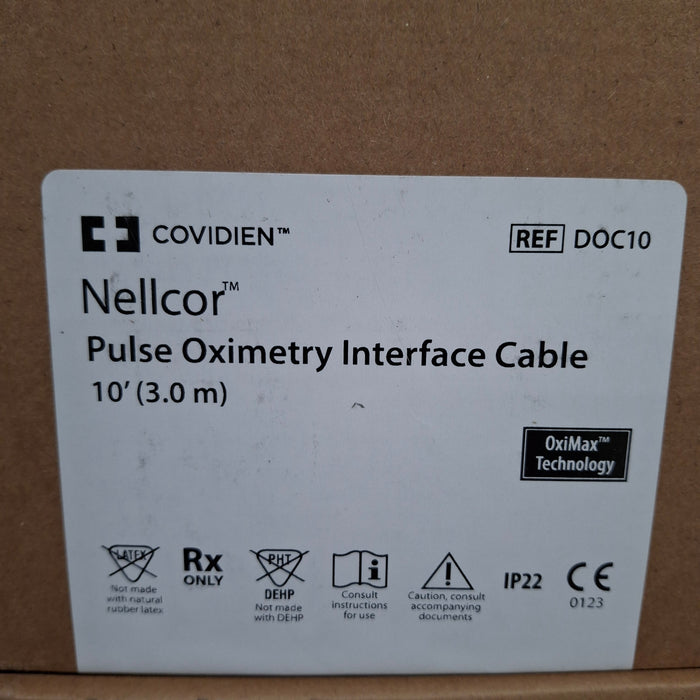 COVIDIEN™
REF DOC10
Nellcor™
Pulse Oximetry Interface Cable
10’ (3.0 m)
OxiMax™
Technology
LATEX
Not made
with natural
rubber latex
Rx
ONLY
PHT
DEHP
Not made
with DEHP
i
Consult
instructions
for use
!
Caution, consult
accompanying
documents
IP22
CE
0123